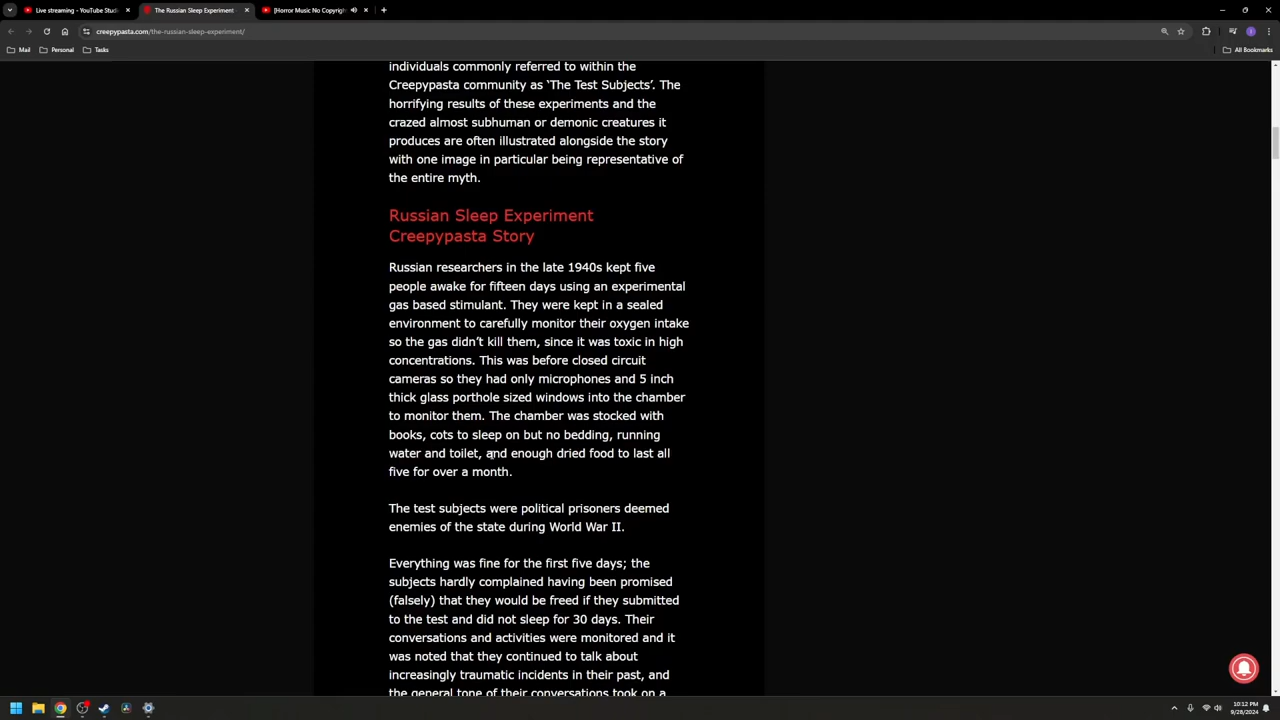 Live streaming - YouTube Stud
The Russian Sleep Experiment
[Horror Music No Copyrigh
creepypasta.com/the-russian-sleep-experiment/
Mail
Personal
Tasks
All Bookmarks
individuals commonly referred to within the
Creepypasta community as ‘The Test Subjects’. The
horrifying results of these experiments and the
crazed almost subhuman or demonic creatures it
produces are often illustrated alongside the story
with one image in particular being representative of
the entire myth.
Russian Sleep Experiment
Creepypasta Story
Russian researchers in the late 1940s kept five
people awake for fifteen days using an experimental
gas based stimulant. They were kept in a sealed
environment to carefully monitor their oxygen intake
so the gas didn’t kill them, since it was toxic in high
concentrations. This was before closed circuit
cameras so they had only microphones and 5 inch
thick glass porthole sized windows into the chamber
to monitor them. The chamber was stocked with
books, cots to sleep on but no bedding, running
water and toilet, and enough dried food to last all
five for over a month.
The test subjects were political prisoners deemed
enemies of the state during World War II.
Everything was fine for the first five days; the
subjects hardly complained having been promised
(falsely) that they would be freed if they submitted
to the test and did not sleep for 30 days. Their
conversations and activities were monitored and it
was noted that they continued to talk about
increasingly traumatic incidents in their past, and
the general tone of their conversations took on a
10:12 PM
9/28/2024